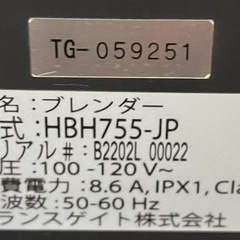 TG-059251
名：ブレンダー
式：HBH755-JP
リアル＃：B2202L 00022
圧：100 -120 V~
費電力：8.6 A, IPX1, Cla
波数：50-60 Hz
ランスゲイト株式会社